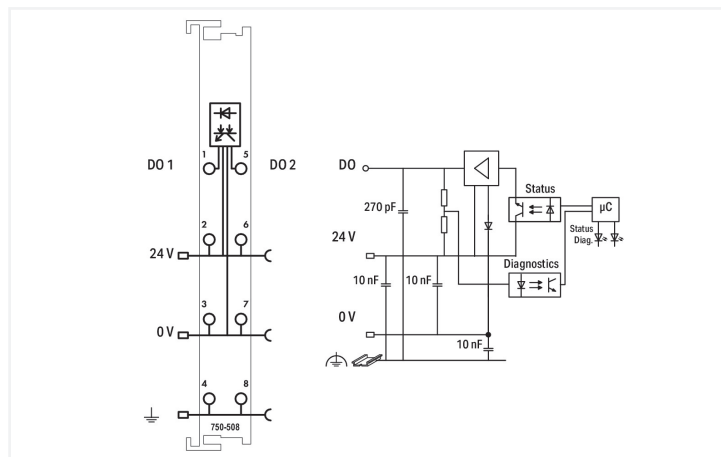 1
5
DO 1
DO 2
2
6
24 V
3
7
0 V
4
8
750-508
DO
Status
270 pF
µC
Status
Diag.
24 V
Diagnostics
10 nF
10 nF
0 V
10 nF